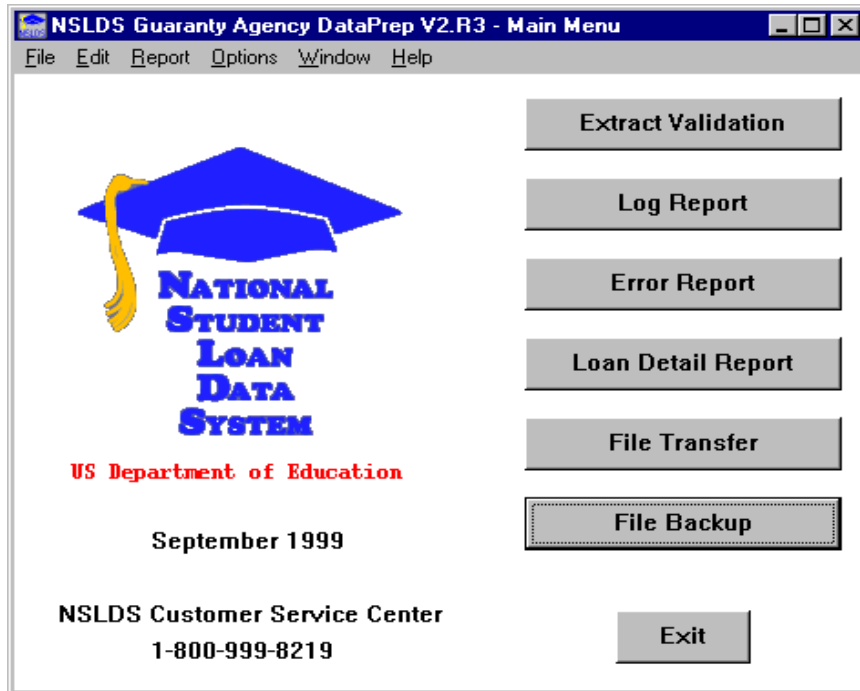 NSLDS Guaranty Agency DataPrep V2.R3 - Main Menu
File Edit Report Options Window Help
Extract Validation
Log Report
Error Report
Loan Detail Report
File Transfer
File Backup
Exit
NATIONAL
STUDENT
LOAN
DATA
SYSTEM
US Department of Education
September 1999
NSLDS Customer Service Center
1-800-999-8219